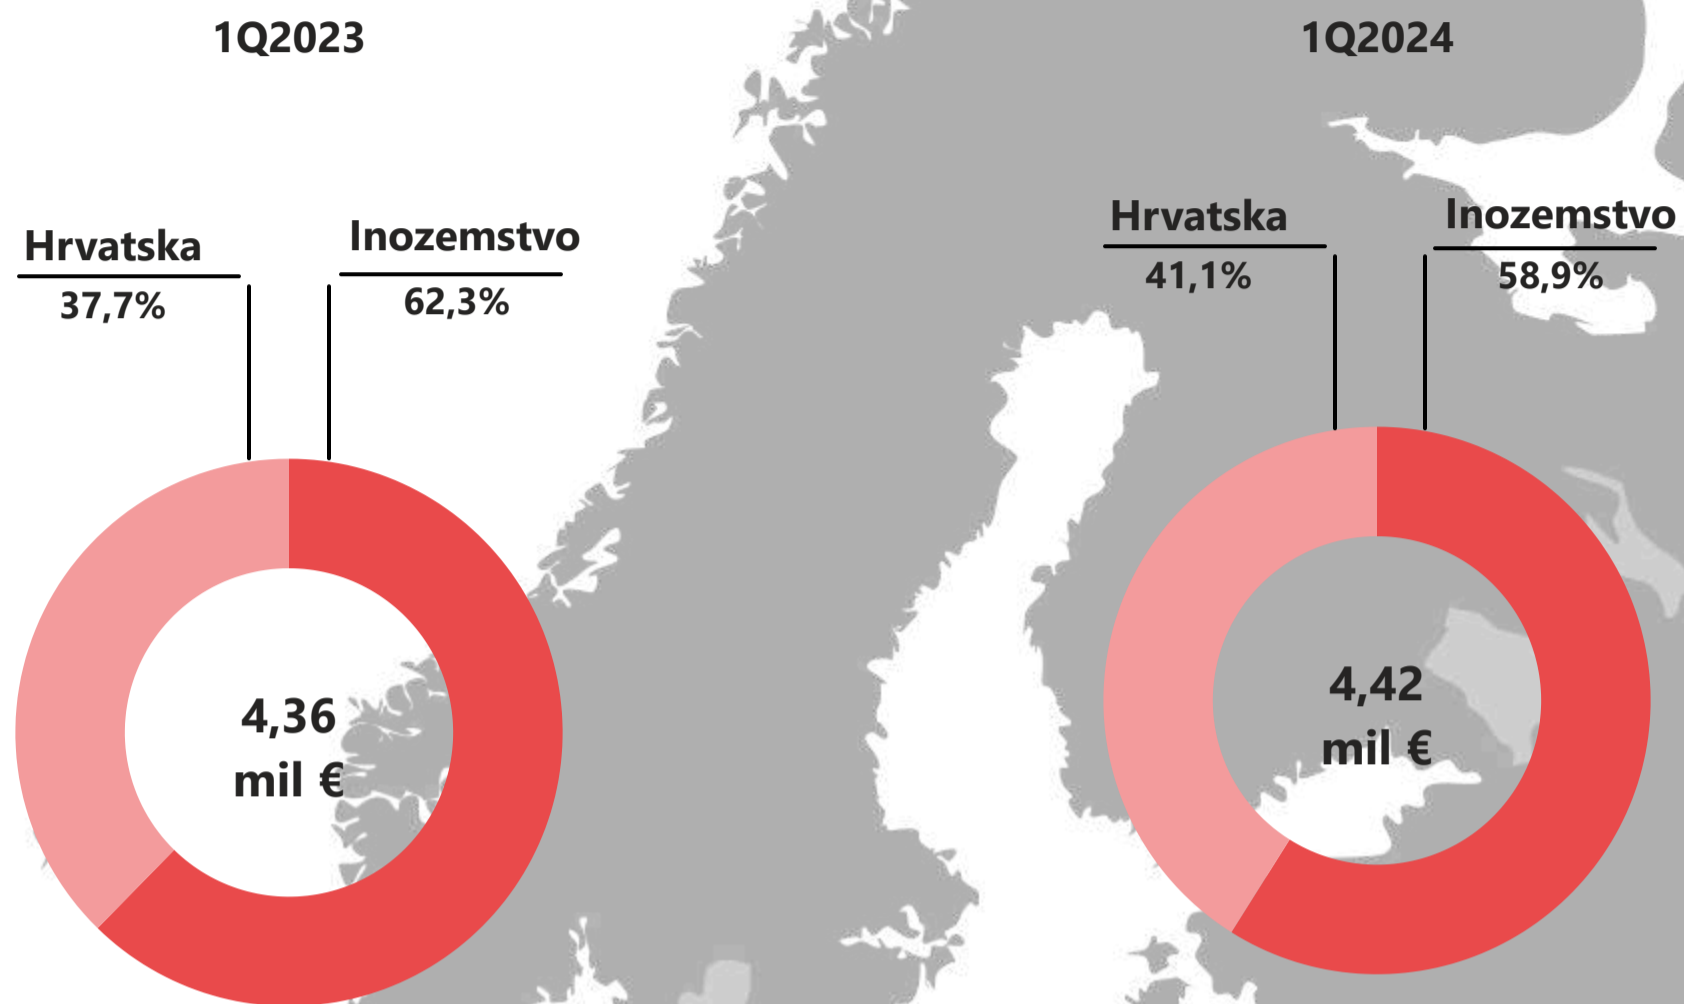 1Q2023
Hrvatska
37,7%
Inozemstvo
62,3%
4,36
mil €
1Q2024
Hrvatska
41,1%
Inozemstvo
58,9%
4,42
mil €